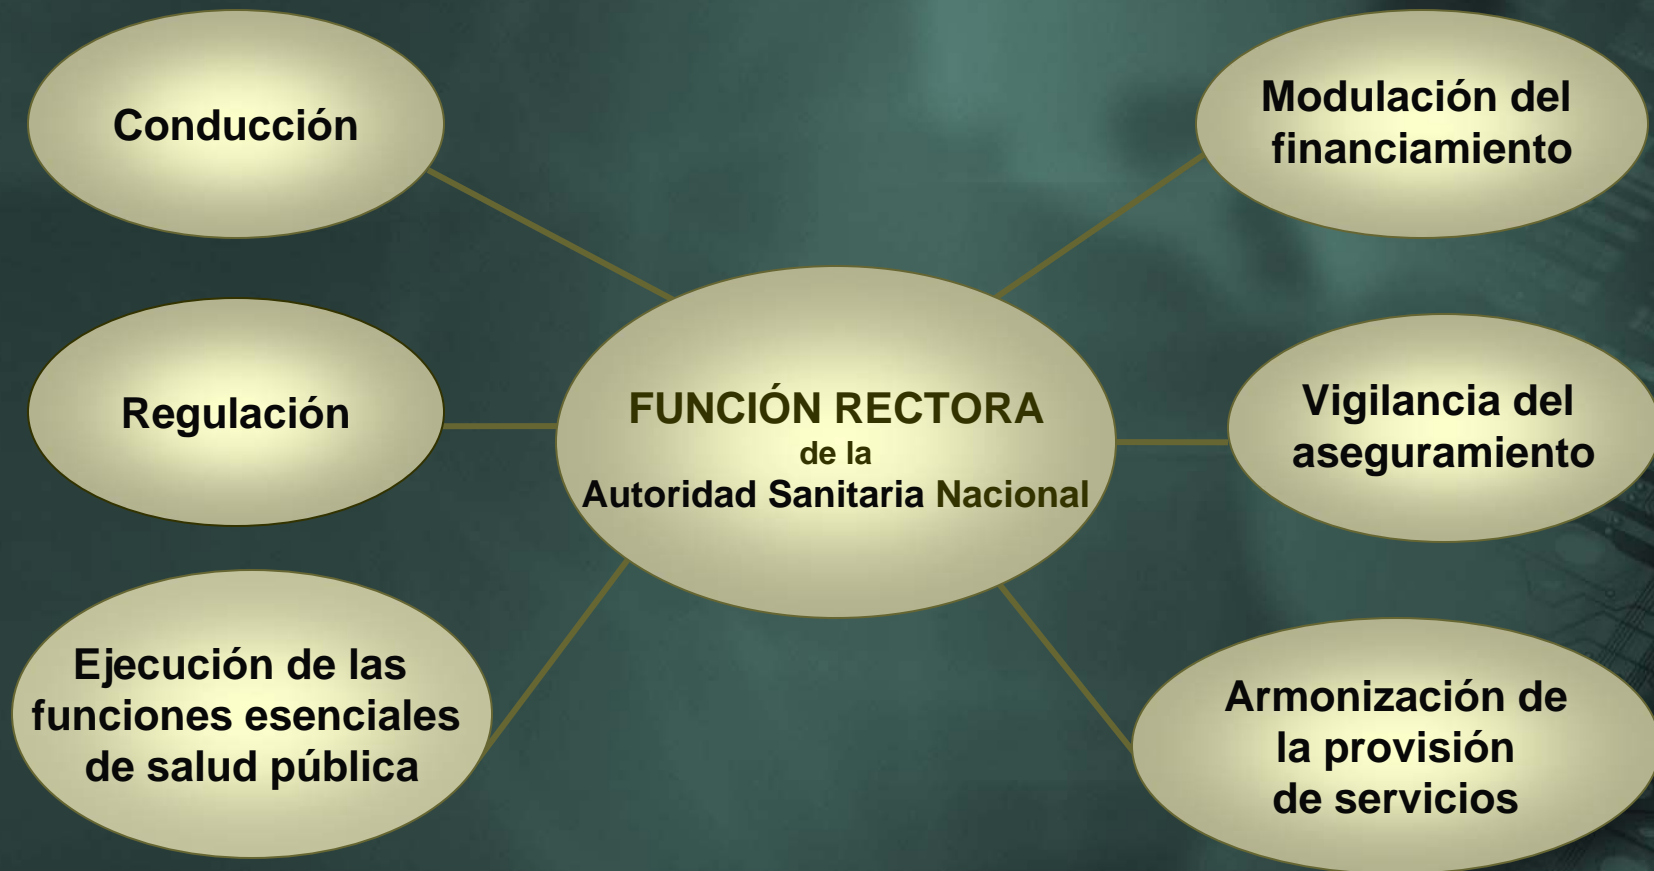 Conducción
Regulación
Ejecución de las
funciones esenciales
de salud pública
FUNCIÓN RECTORA
de la
Autoridad Sanitaria Nacional
Modulación del
financiamiento
Vigilancia del
aseguramiento
Armonización de
la provisión
de servicios